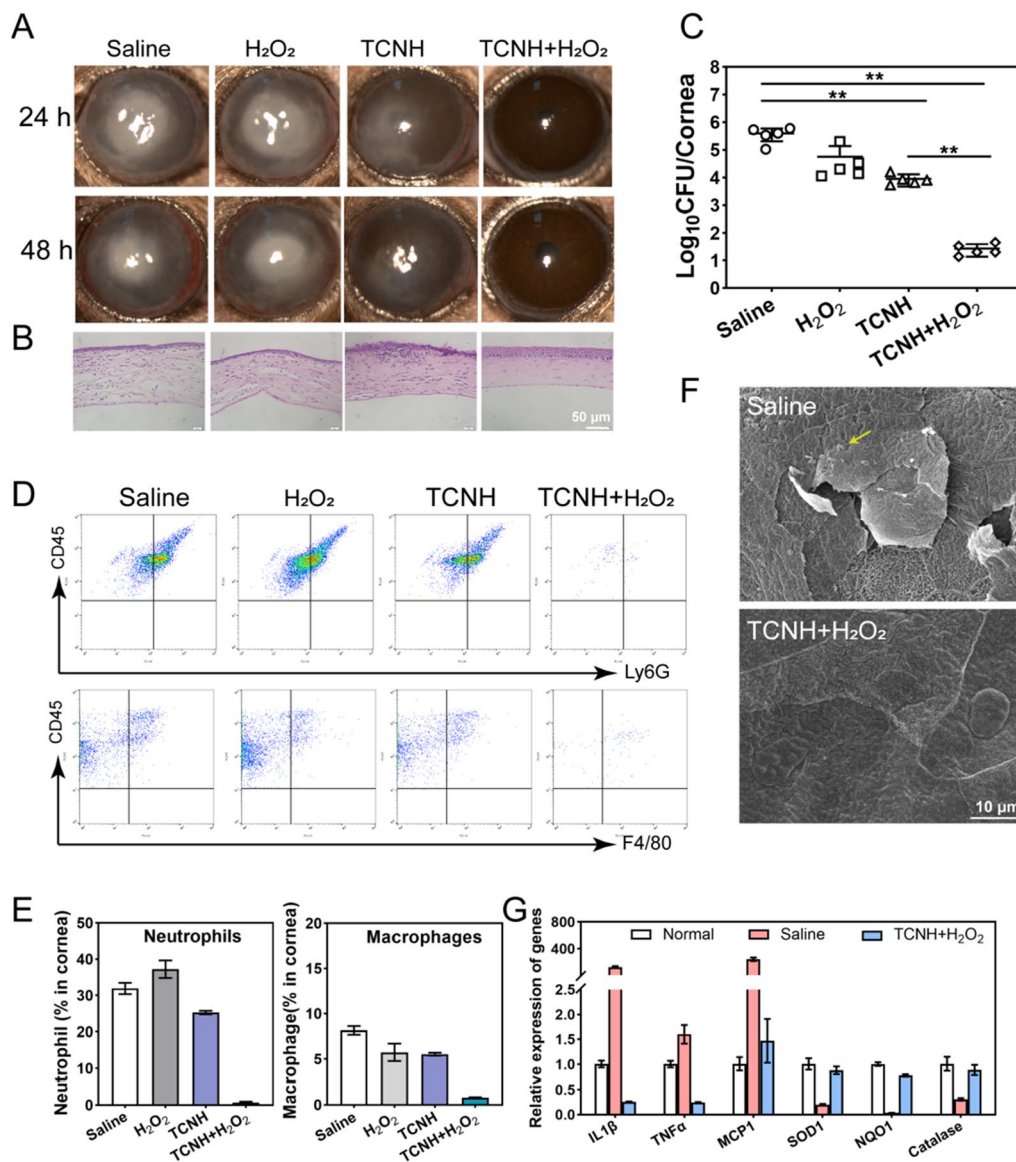 A
Saline
H₂O₂
TCNH
TCNH+H₂O₂
24 h
48 h
B
50 μm
C
Log₁₀CFU/Cornea
8
7
6
5
4
3
2
1
0
**
**
**
Saline
H₂O₂
TCNH
TCNH+H₂O₂
D
Saline
H₂O₂
TCNH
TCNH+H₂O₂
CD45
Ly6G
CD45
F4/80
F
Saline
TCNH+H₂O₂
10 μm
E
Neutrophil (% in cornea)
50
40
30
20
10
0
Neutrophils
Saline
H₂O₂
TCNH
TCNH+H₂O₂
Macrophage(% in cornea)
20
15
10
5
0
Macrophages
Saline
H₂O₂
TCNH
TCNH+H₂O₂
G
Relative expression of genes
800
400
2.5
2.0
1.5
1.0
0.5
0.0
Normal
Saline
TCNH+H₂O₂
IL1β
TNFα
MCP1
SOD1
NQO1
Catalase